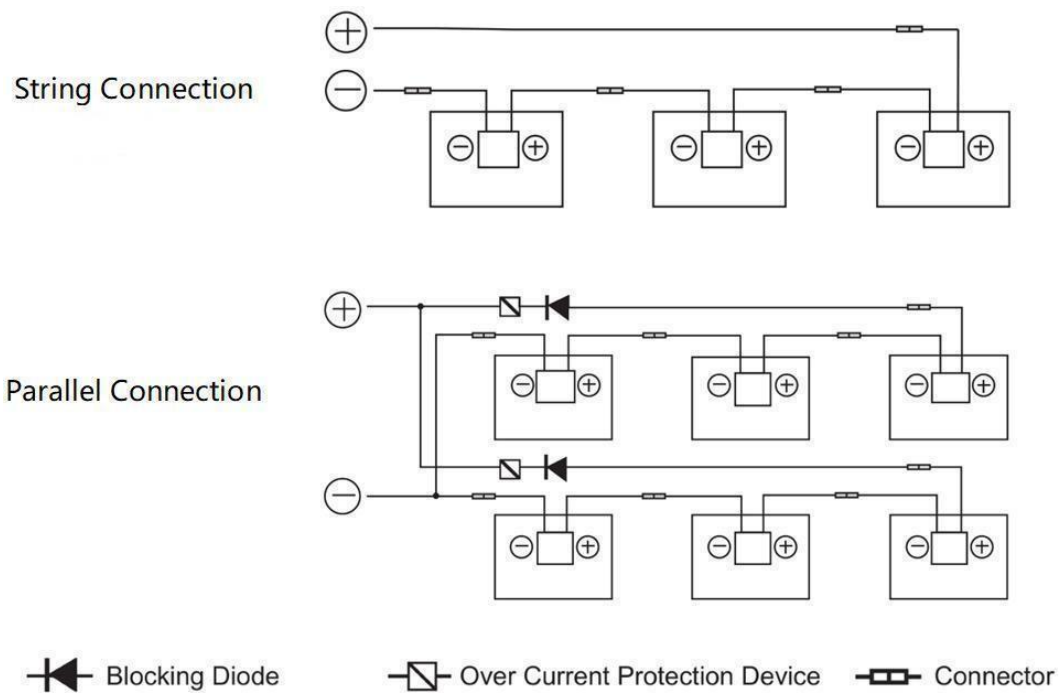 String Connection
Parallel Connection
Blocking Diode
Over Current Protection Device
Connector